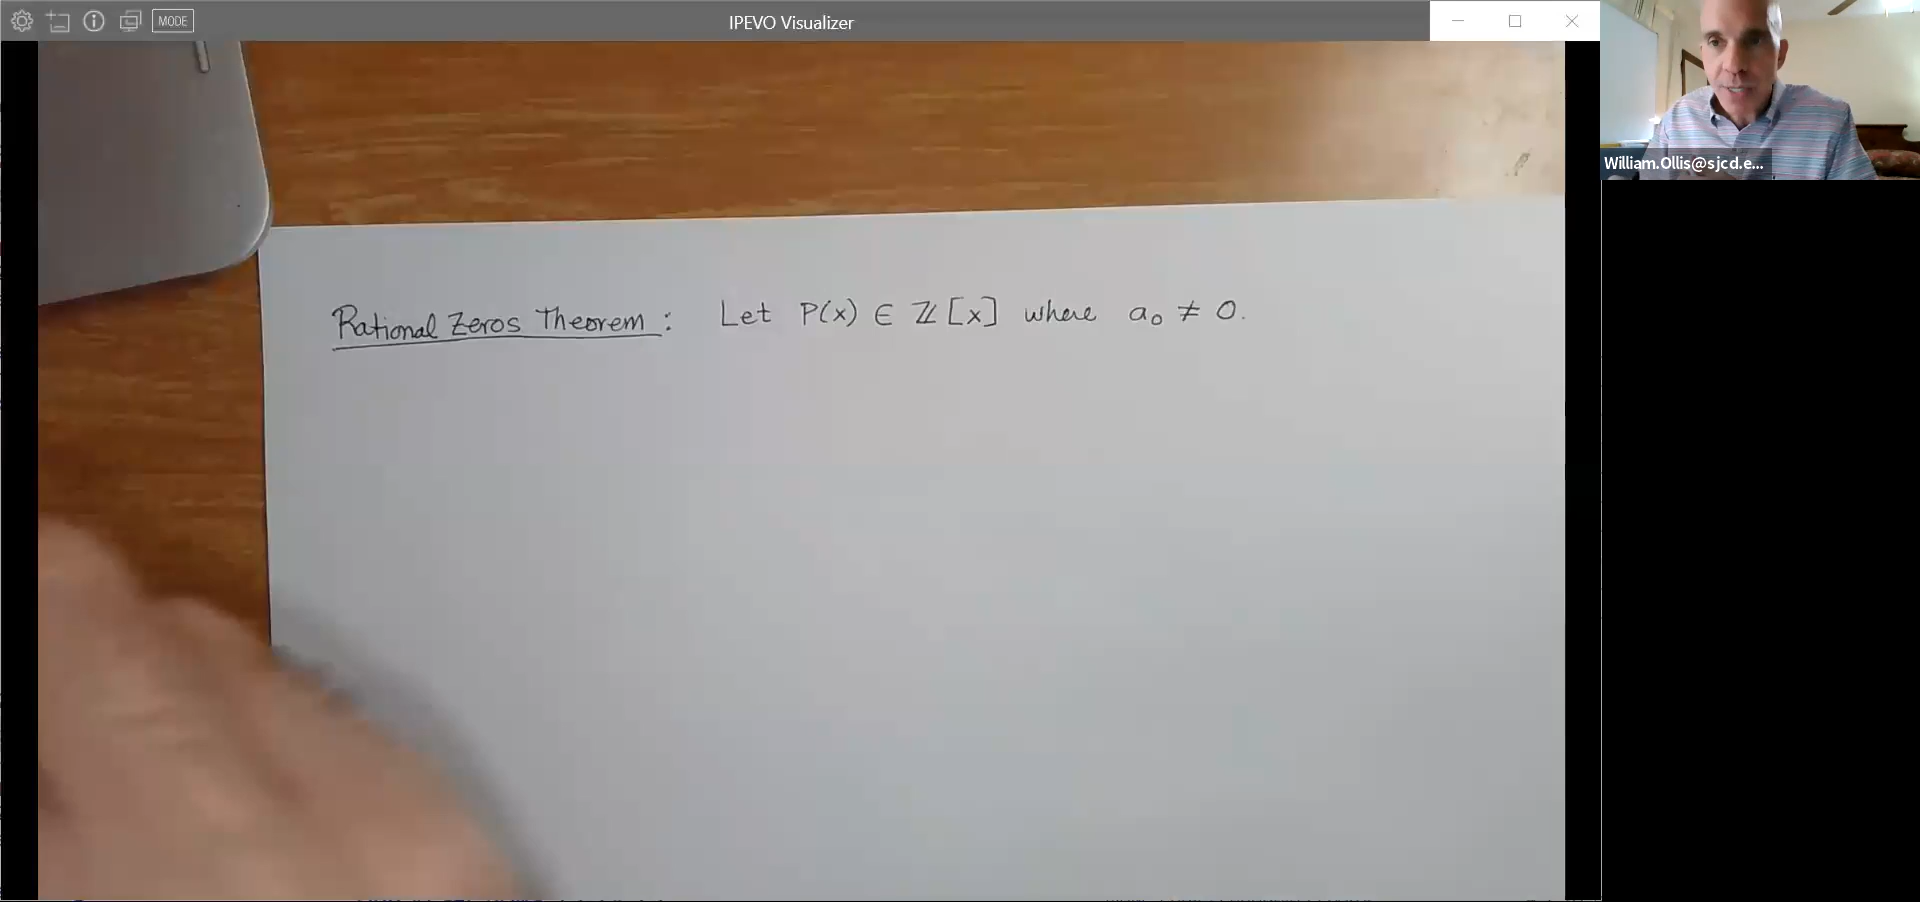 MODE
IPEVO Visualizer
William.Ollis@sjcd.e...
Rational Zeros Theorem : Let P(x) ∈ ℤ [x] where a₀ ≠ 0.